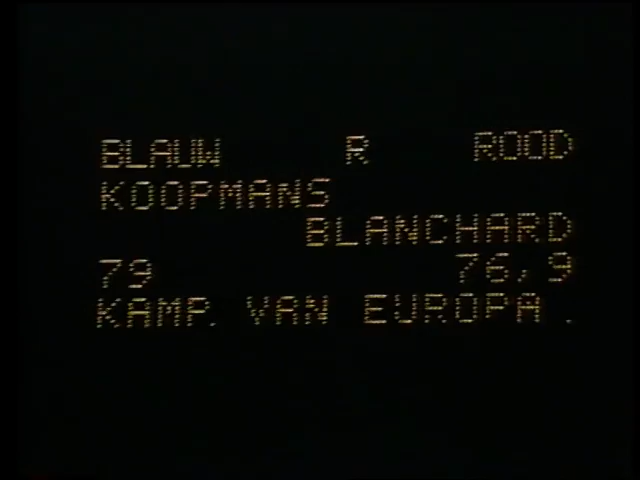 BLAUW R ROOD
KOOPMANS
BLANCHARD
79 76,9
KAMP. VAN EUROPA.